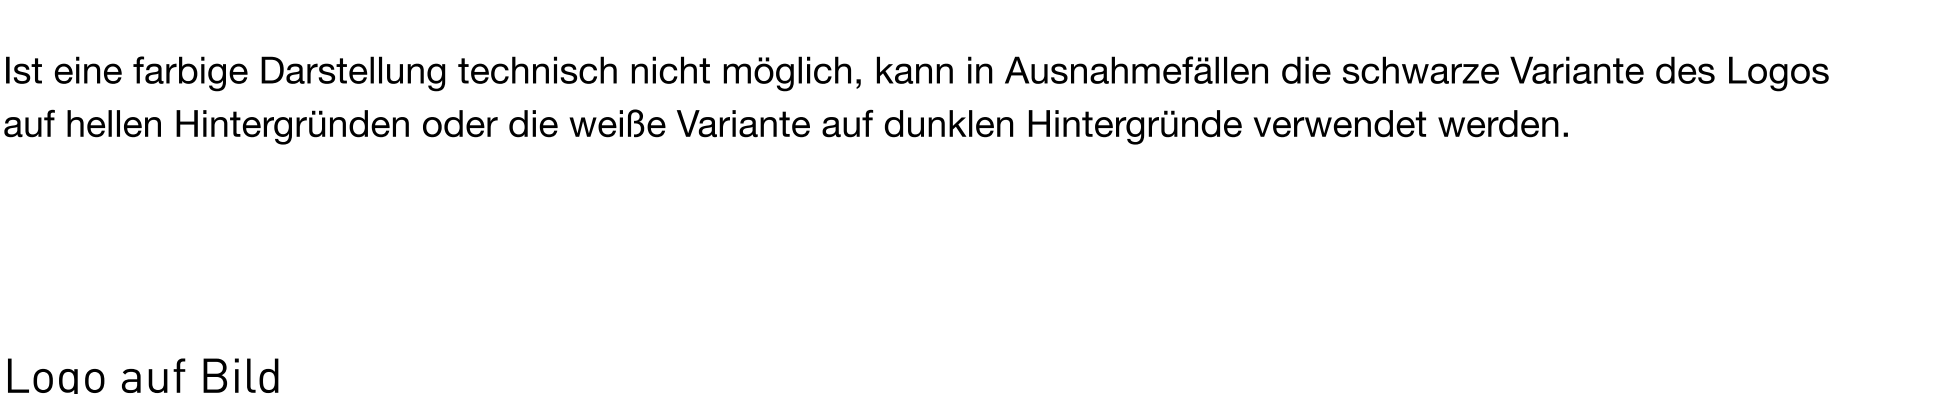 Ist eine farbige Darstellung technisch nicht möglich, kann in Ausnahmefällen die schwarze Variante des Logos
auf hellen Hintergründen oder die weiße Variante auf dunklen Hintergründe verwendet werden.
Logo auf Bild